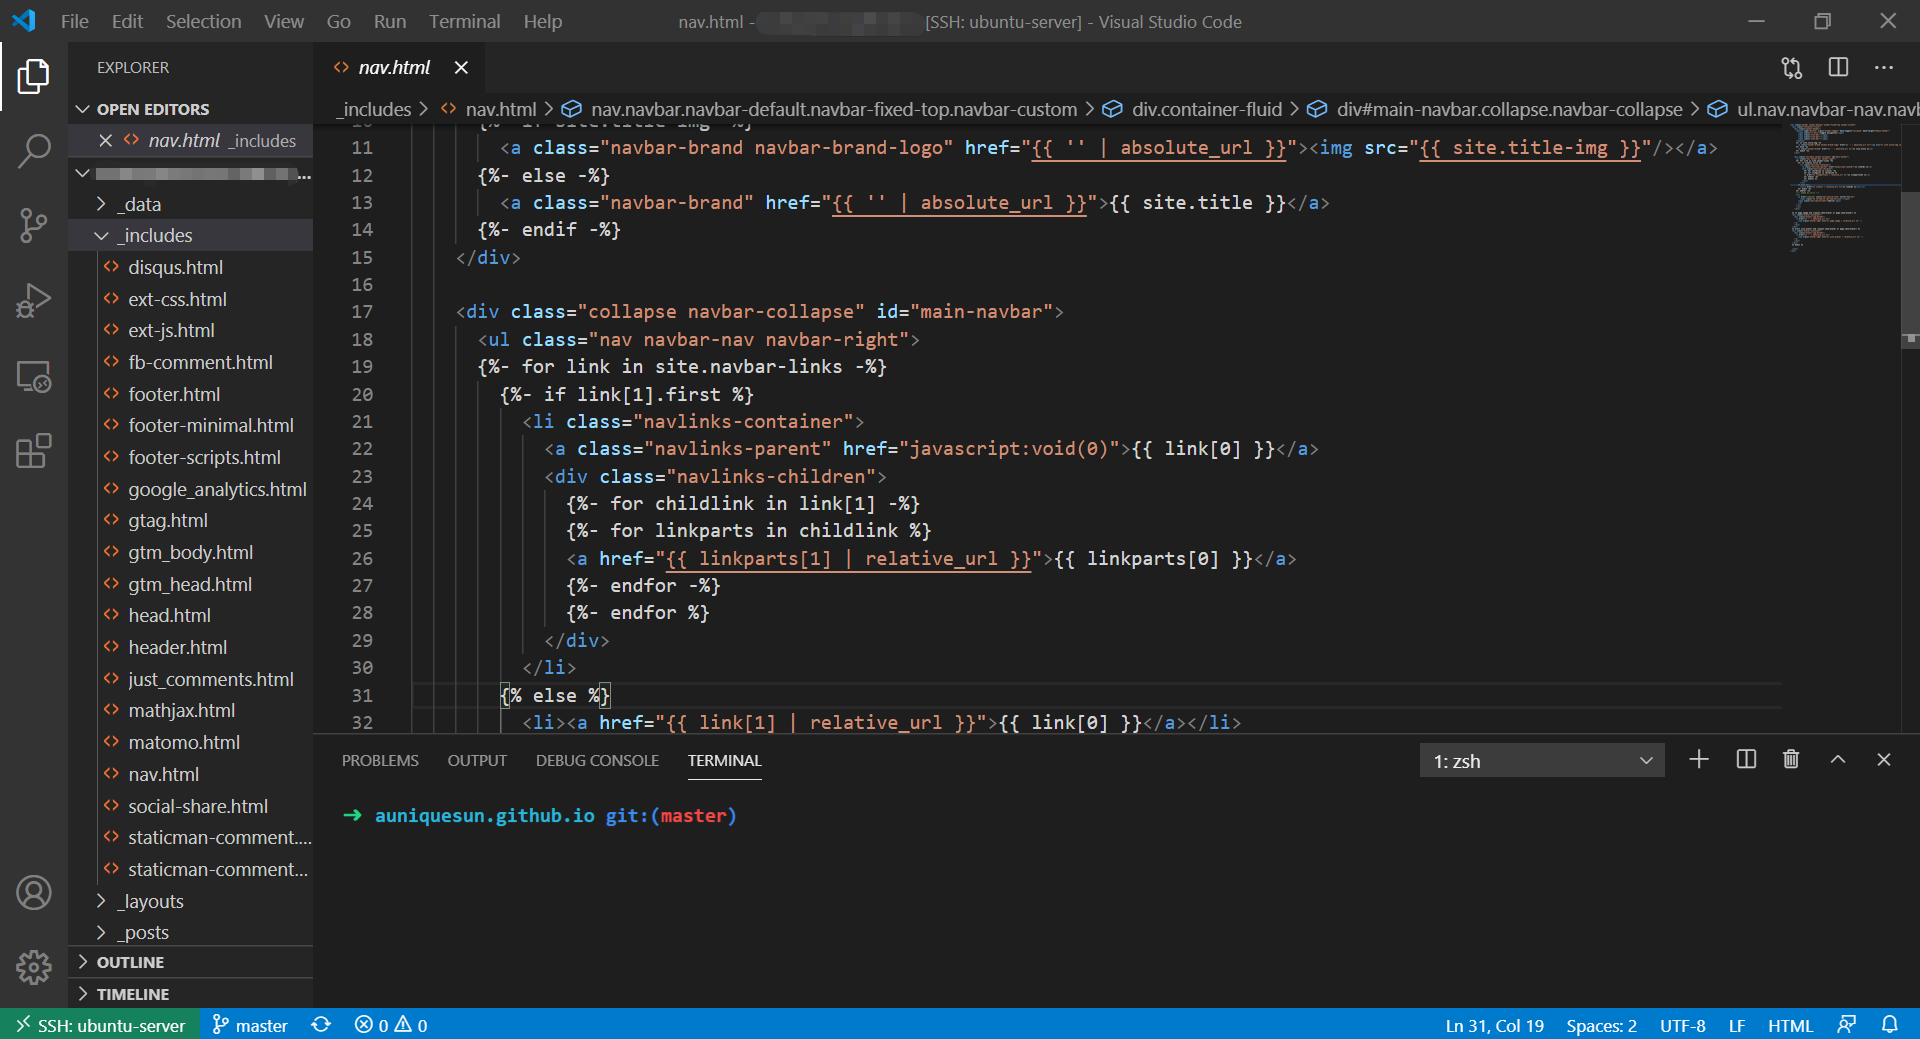 File Edit Selection View Go Run Terminal Help
nav.html - [SSH: ubuntu-server] - Visual Studio Code
EXPLORER
OPEN EDITORS
nav.html _includes
...
_data
_includes
disqus.html
ext-css.html
ext-js.html
fb-comment.html
footer.html
footer-minimal.html
footer-scripts.html
google_analytics.html
gtag.html
gtm_body.html
gtm_head.html
head.html
header.html
just_comments.html
mathjax.html
matomo.html
nav.html
social-share.html
staticman-comment....
staticman-comment...
_layouts
_posts
OUTLINE
TIMELINE
nav.html
_includes > nav.html > nav.navbar.navbar-default.navbar-fixed-top.navbar-custom > div.container-fluid > div#main-navbar.collapse.navbar-collapse > ul.nav.navbar-nav.navb
11 <a class="navbar-brand navbar-brand-logo" href="{{ '' | absolute_url }}"><img src="{{ site.title-img }}"/></a>
12 {%- else -%}
13 <a class="navbar-brand" href="{{ '' | absolute_url }}">{{ site.title }}</a>
14 {%- endif -%}
15 </div>
16
17 <div class="collapse navbar-collapse" id="main-navbar">
18 <ul class="nav navbar-nav navbar-right">
19 {%- for link in site.navbar-links -%}
20 {%- if link[1].first %}
21 <li class="navlinks-container">
22 <a class="navlinks-parent" href="javascript:void(0)">{{ link[0] }}</a>
23 <div class="navlinks-children">
24 {%- for childlink in link[1] -%}
25 {%- for linkparts in childlink %}
26 <a href="{{ linkparts[1] | relative_url }}">{{ linkparts[0] }}</a>
27 {%- endfor -%}
28 {%- endfor %}
29 </div>
30 </li>
31 {% else %}
32 <li><a href="{{ link[1] | relative_url }}">{{ link[0] }}</a></li>
PROBLEMS OUTPUT DEBUG CONSOLE TERMINAL
1: zsh
➜ auniquesun.github.io git:(master)
SSH: ubuntu-server master 0 0
Ln 31, Col 19 Spaces: 2 UTF-8 LF HTML